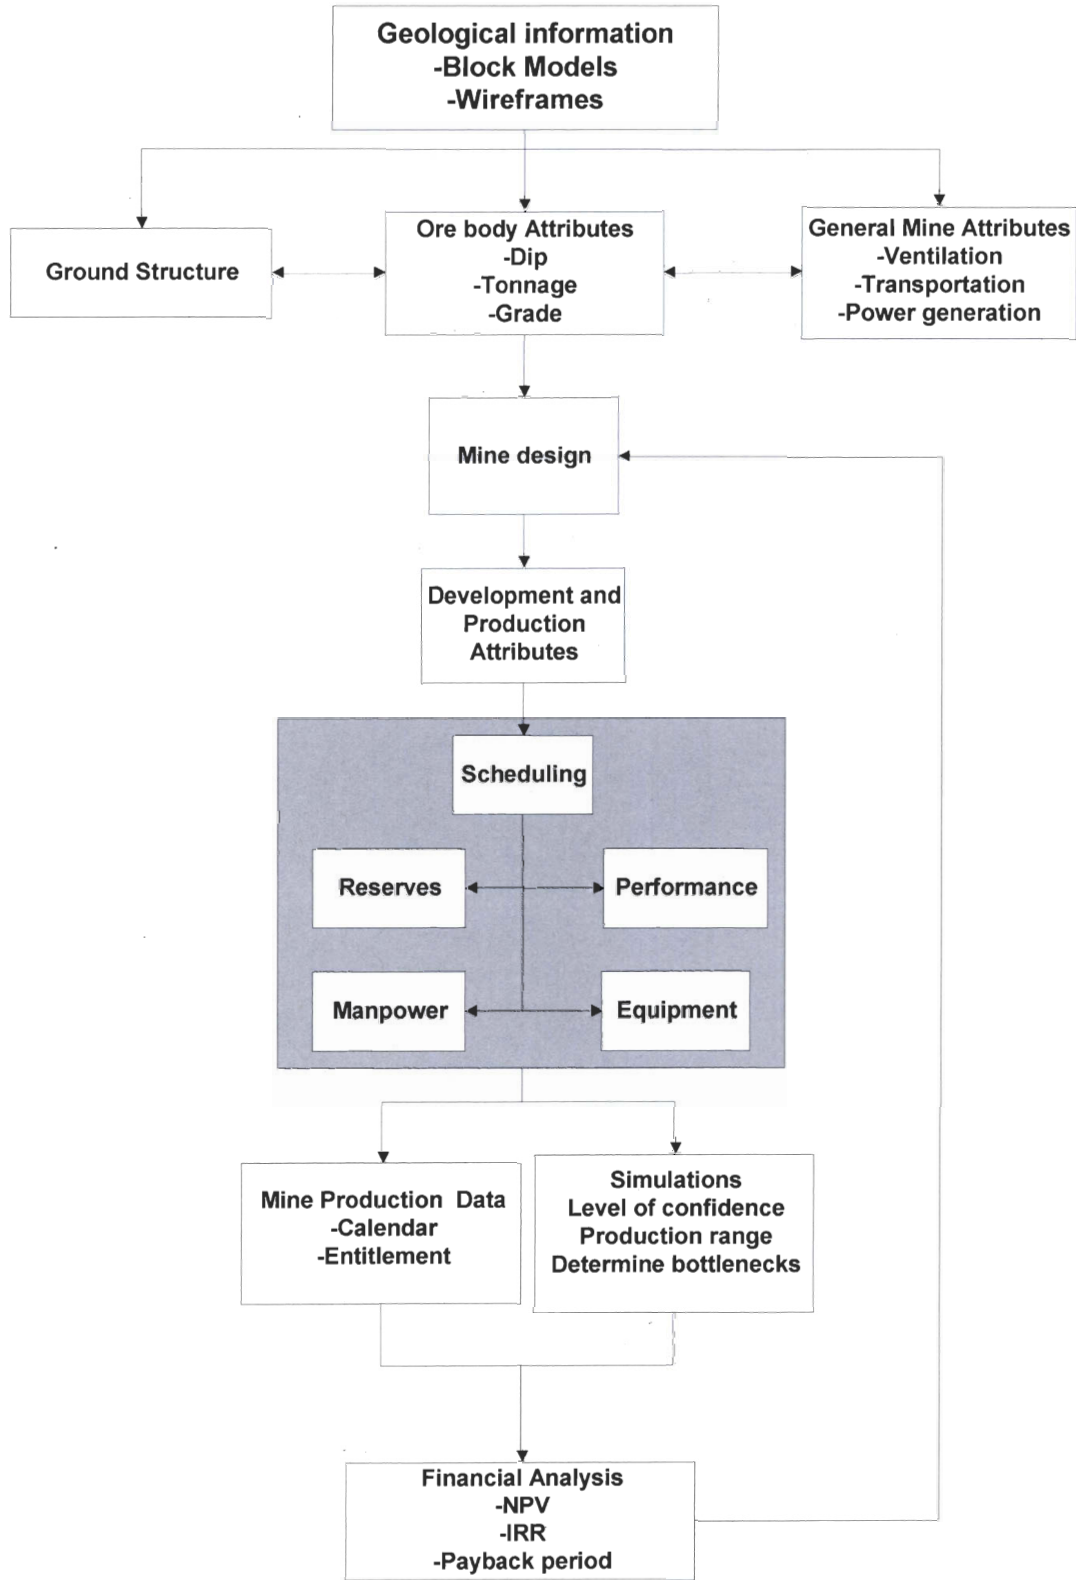 Geological information
-Block Models
-Wireframes
Ground Structure
Ore body Attributes
-Dip
-Tonnage
-Grade
General Mine Attributes
-Ventilation
-Transportation
-Power generation
Mine design
Development and
Production
Attributes
Scheduling
Reserves
Performance
Manpower
Equipment
Mine Production Data
-Calendar
-Entitlement
Simulations
Level of confidence
Production range
Determine bottlenecks
Financial Analysis
-NPV
-IRR
-Payback period